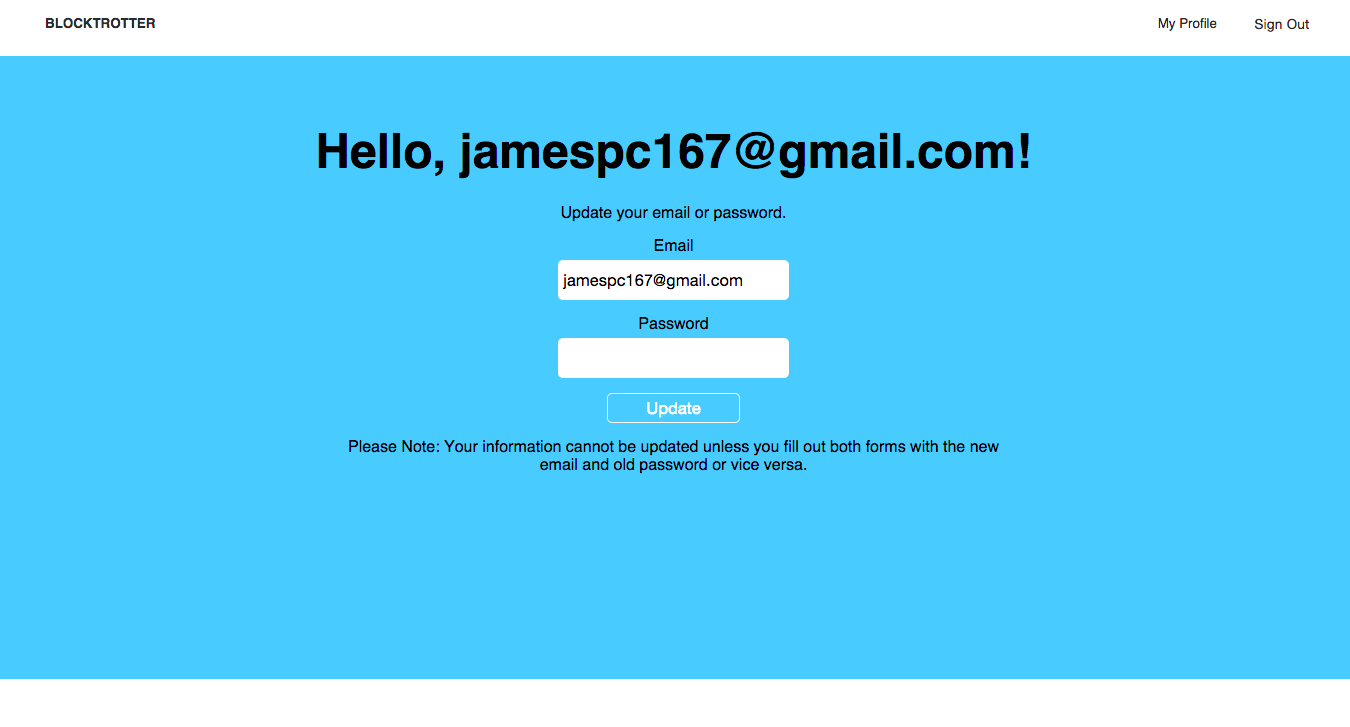 BLOCKTROTTER
My Profile
Sign Out
Hello, jamespc167@gmail.com!
Update your email or password.
Email
jamespc167@gmail.com
Password
Update
Please Note: Your information cannot be updated unless you fill out both forms with the new
email and old password or vice versa.